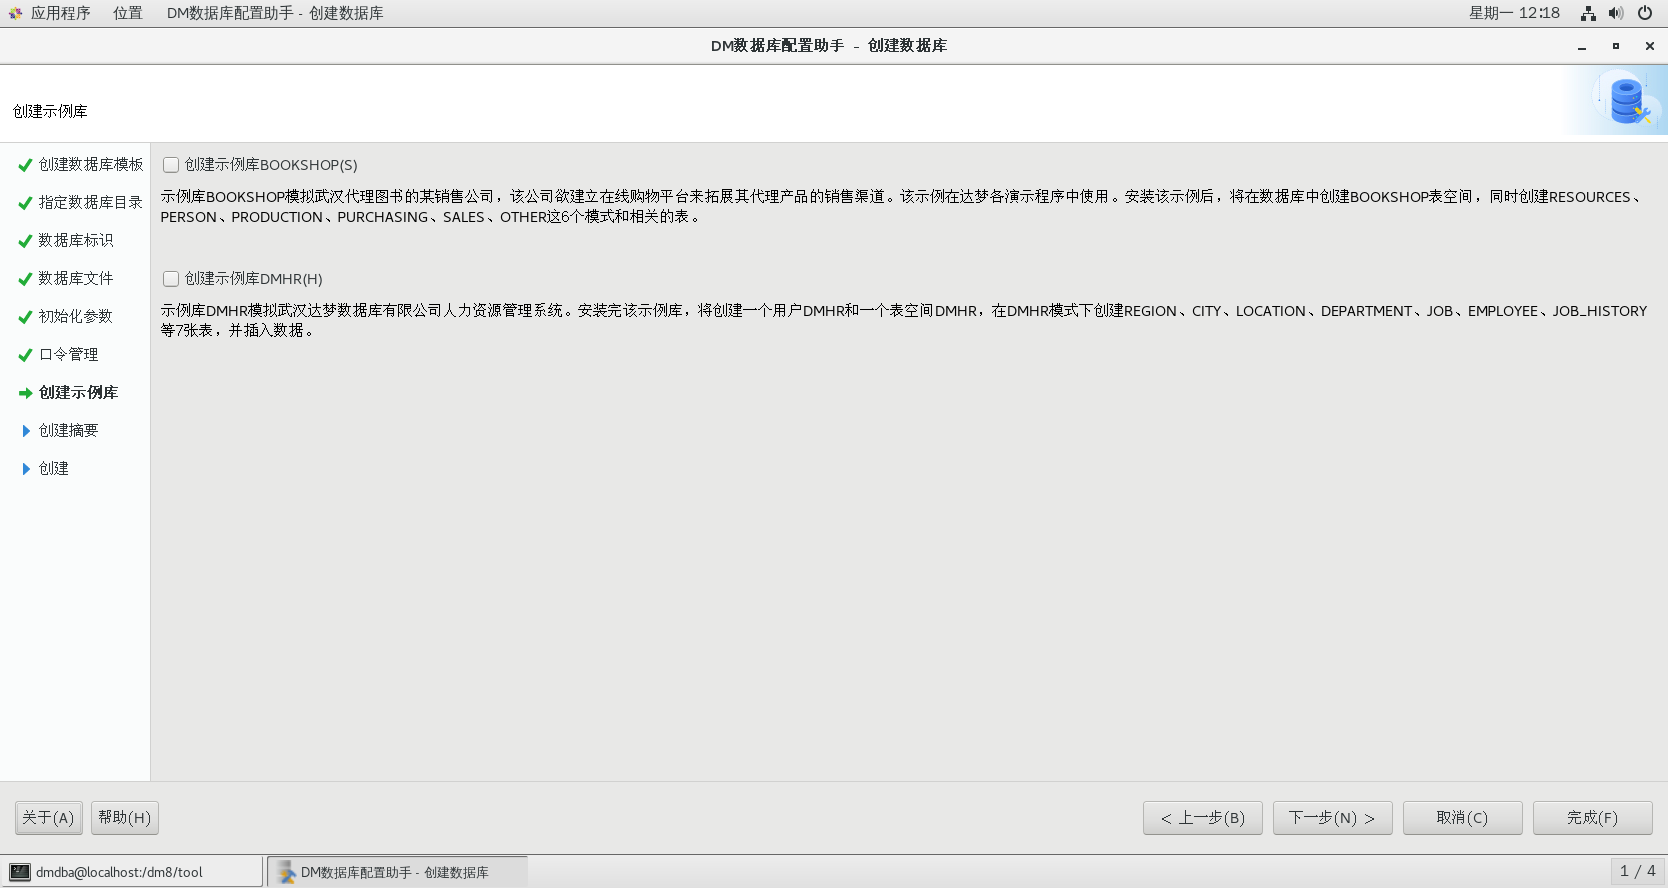 应用程序 位置 DM数据库配置助手 - 创建数据库 星期一 12:18
DM数据库配置助手 - 创建数据库
创建示例库
创建数据库模板
指定数据库目录
数据库标识
数据库文件
初始化参数
口令管理
创建示例库
创建摘要
创建
创建示例库BOOKSHOP(S)
示例库BOOKSHOP模拟武汉代理图书的某销售公司，该公司欲建立在线购物平台来拓展其代理产品的销售渠道。该示例在达梦各演示程序中使用。安装该示例后，将在数据库中创建BOOKSHOP表空间，同时创建RESOURCES、
PERSON、PRODUCTION、PURCHASING、SALES、OTHER这6个模式和相关的表。
创建示例库DMHR(H)
示例库DMHR模拟武汉达梦数据库有限公司人力资源管理系统。安装完该示例库，将创建一个用户DMHR和一个表空间DMHR，在DMHR模式下创建REGION、CITY、LOCATION、DEPARTMENT、JOB、EMPLOYEE、JOB_HISTORY
等7张表，并插入数据。
关于(A) 帮助(H) < 上一步(B) 下一步(N) > 取消(C) 完成(F)
dmdba@localhost:/dm8/tool DM数据库配置助手 - 创建数据库 1 / 4